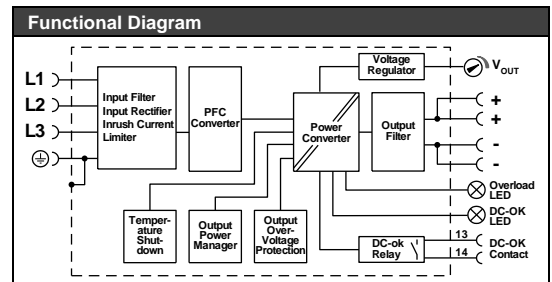 Functional Diagram
L1
L2
L3
Input Filter
Input Rectifier
Inrush Current
Limiter
PFC
Converter
Power
Converter
Output
Filter
Voltage
Regulator
VOUT
+
+
-
-
Overload
LED
DC-OK
LED
Temper-
ature
Shut-
down
Output
Power
Manager
Output
Over-
Voltage
Protection
DC-ok
Relay
13
14
DC-OK
Contact